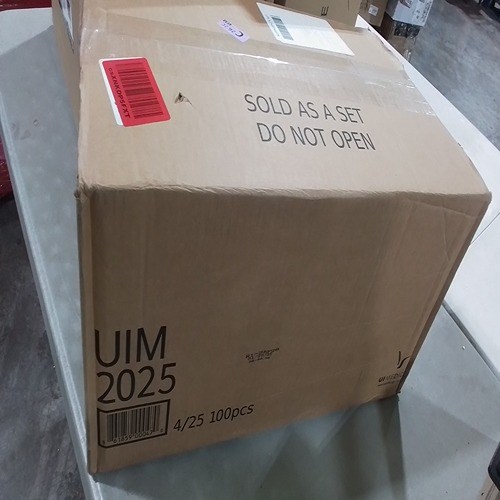 SOLD AS A SET
DO NOT OPEN
UIM
2025
4/25 100pcs